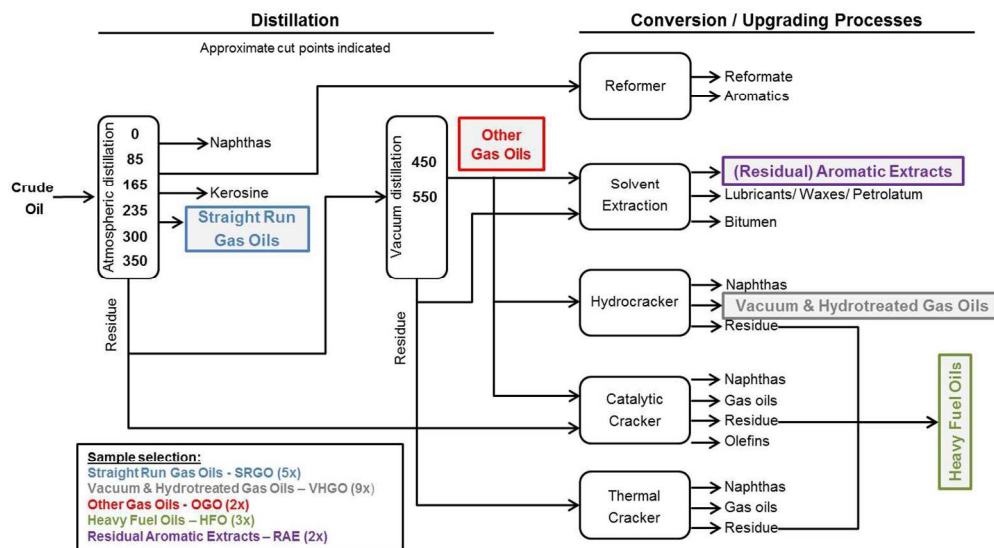 Distillation
Approximate cut points indicated
Conversion / Upgrading Processes
Crude
Oil
Atmospheric distillation
0
85
165
235
300
350
Naphthas
Kerosine
Straight Run
Gas Oils
Residue
Vacuum distillation
450
550
Other
Gas Oils
Residue
Reformer
Reformate
Aromatics
Solvent
Extraction
(Residual) Aromatic Extracts
Lubricants/ Waxes/ Petrolatum
Bitumen
Hydrocracker
Naphthas
Vacuum & Hydrotreated Gas Oils
Residue
Catalytic
Cracker
Naphthas
Gas oils
Residue
Olefins
Thermal
Cracker
Naphthas
Gas oils
Residue
Heavy Fuel Oils
Sample selection:
Straight Run Gas Oils - SRGO (5x)
Vacuum & Hydrotreated Gas Oils – VHGO (9x)
Other Gas Oils - OGO (2x)
Heavy Fuel Oils – HFO (3x)
Residual Aromatic Extracts – RAE (2x)